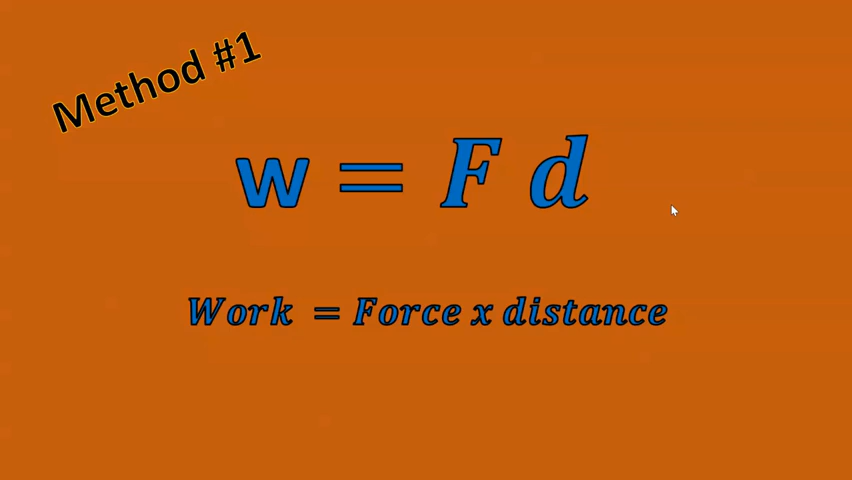 Method #1
w = F d
Work = Force x distance